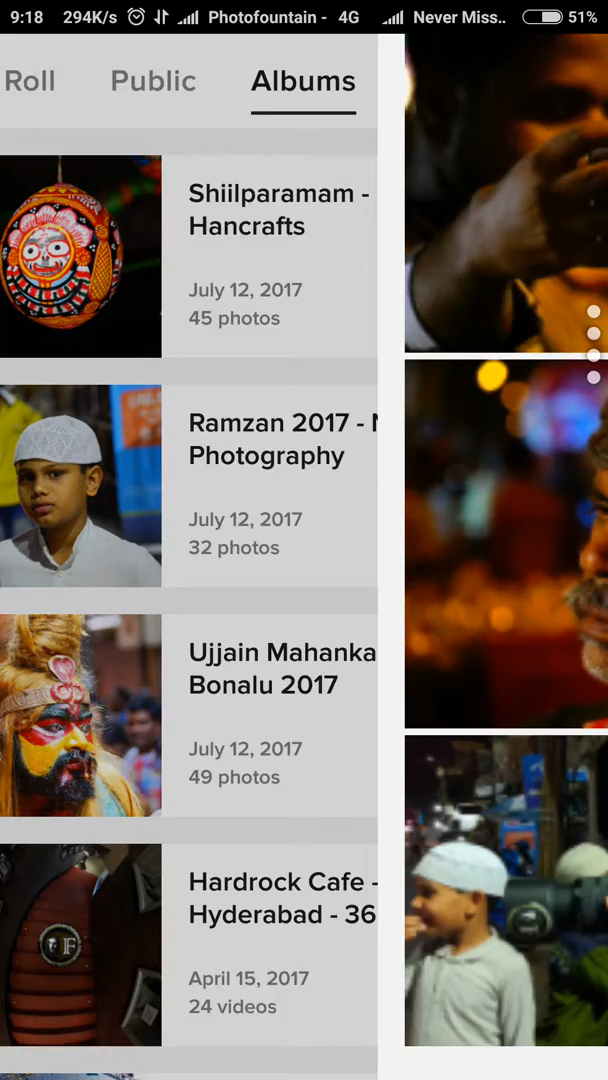 9:18 294K/s Photofountain - 4G Never Miss.. 51%
Roll Public Albums
Shiilparamam -
Hancrafts
July 12, 2017
45 photos
Ramzan 2017 -
Photography
July 12, 2017
32 photos
Ujjain Mahanka
Bonalu 2017
July 12, 2017
49 photos
Hardrock Cafe -
Hyderabad - 36
April 15, 2017
24 videos